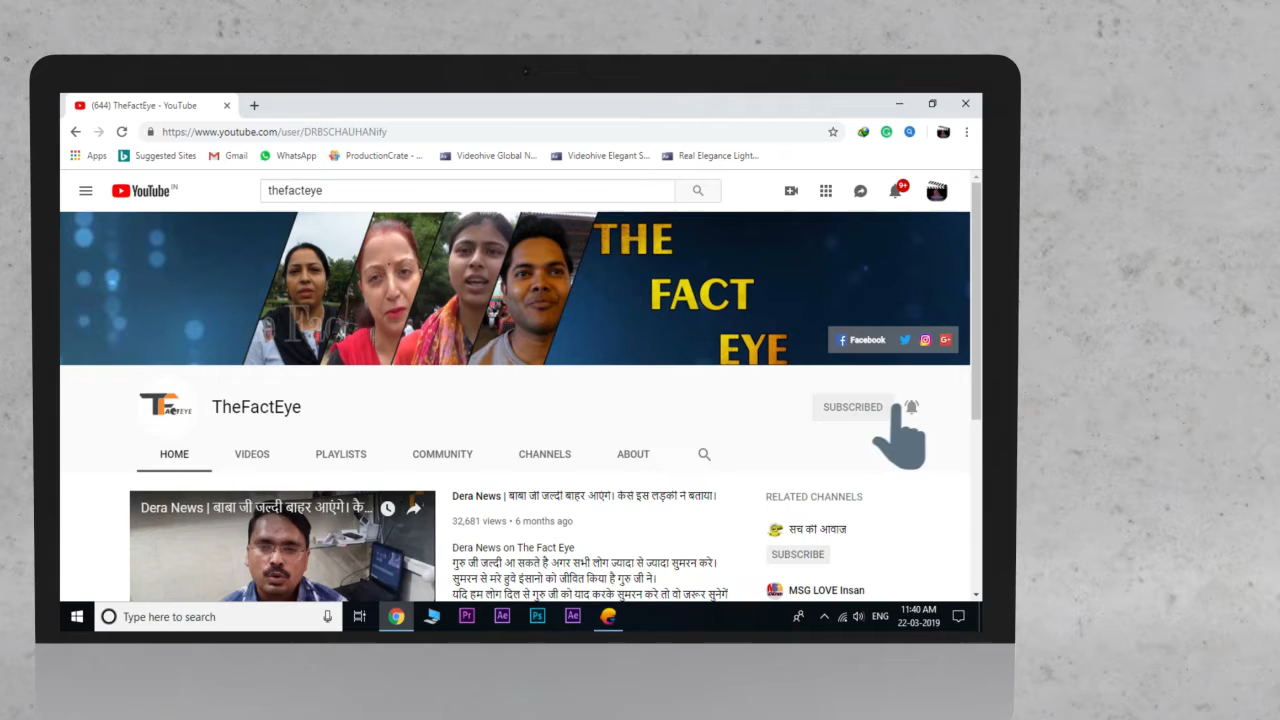 (644) TheFactEye - YouTube
https://www.youtube.com/user/DRBSCHAUHANify
Apps Suggested Sites Gmail WhatsApp ProductionCrate - ... Videohive Global N... Videohive Elegant S... Real Elegance Light...
YouTube IN thefacteye 9+
THE
FACT
EYE
Facebook
TheFactEye SUBSCRIBED
HOME VIDEOS PLAYLISTS COMMUNITY CHANNELS ABOUT
Dera News | बाबा जी जल्दी बाहर आएंगे। कै...
Dera News | बाबा जी जल्दी बाहर आएंगे। कैसे इस लड़की ने बताया।
32,681 views • 6 months ago
Dera News on The Fact Eye
गुरु जी जल्दी आ सकते है अगर सभी लोग ज्यादा से ज्यादा सुमरन करे।
सुमरन से मरे हुवे इंसानो को जीवित किया है गुरु जी ने।
यदि हम लोग दिल से गुरु जी को याद करके सुमरन करे तो वो जरूर सुनेगें
RELATED CHANNELS
सच की आवाज
SUBSCRIBE
MSG LOVE Insan
Type here to search Pr Ae Ps Ae ENG 11:40 AM
22-03-2019